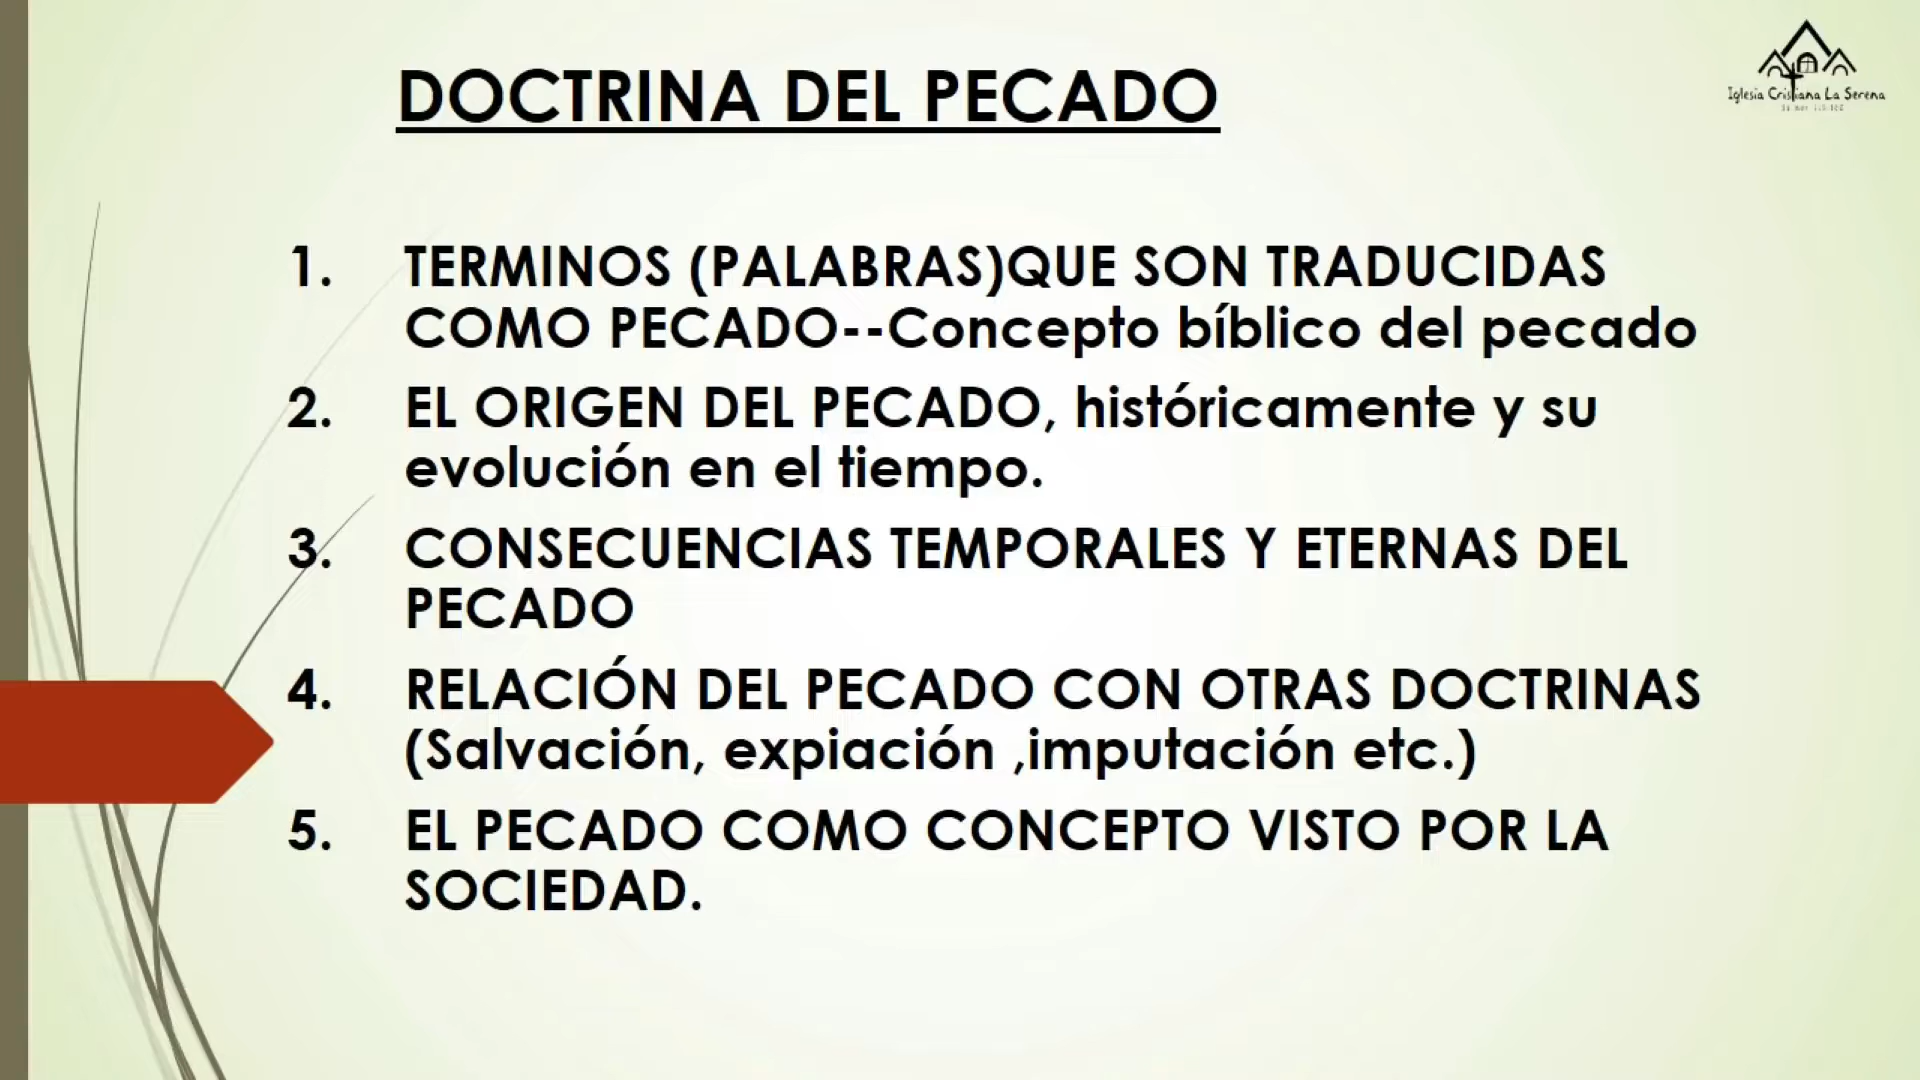 DOCTRINA DEL PECADO
Iglesia Cristiana La Serena
1. TERMINOS (PALABRAS)QUE SON TRADUCIDAS
COMO PECADO--Concepto bíblico del pecado
2. EL ORIGEN DEL PECADO, históricamente y su
evolución en el tiempo.
3. CONSECUENCIAS TEMPORALES Y ETERNAS DEL
PECADO
4. RELACIÓN DEL PECADO CON OTRAS DOCTRINAS
(Salvación, expiación ,imputación etc.)
5. EL PECADO COMO CONCEPTO VISTO POR LA
SOCIEDAD.